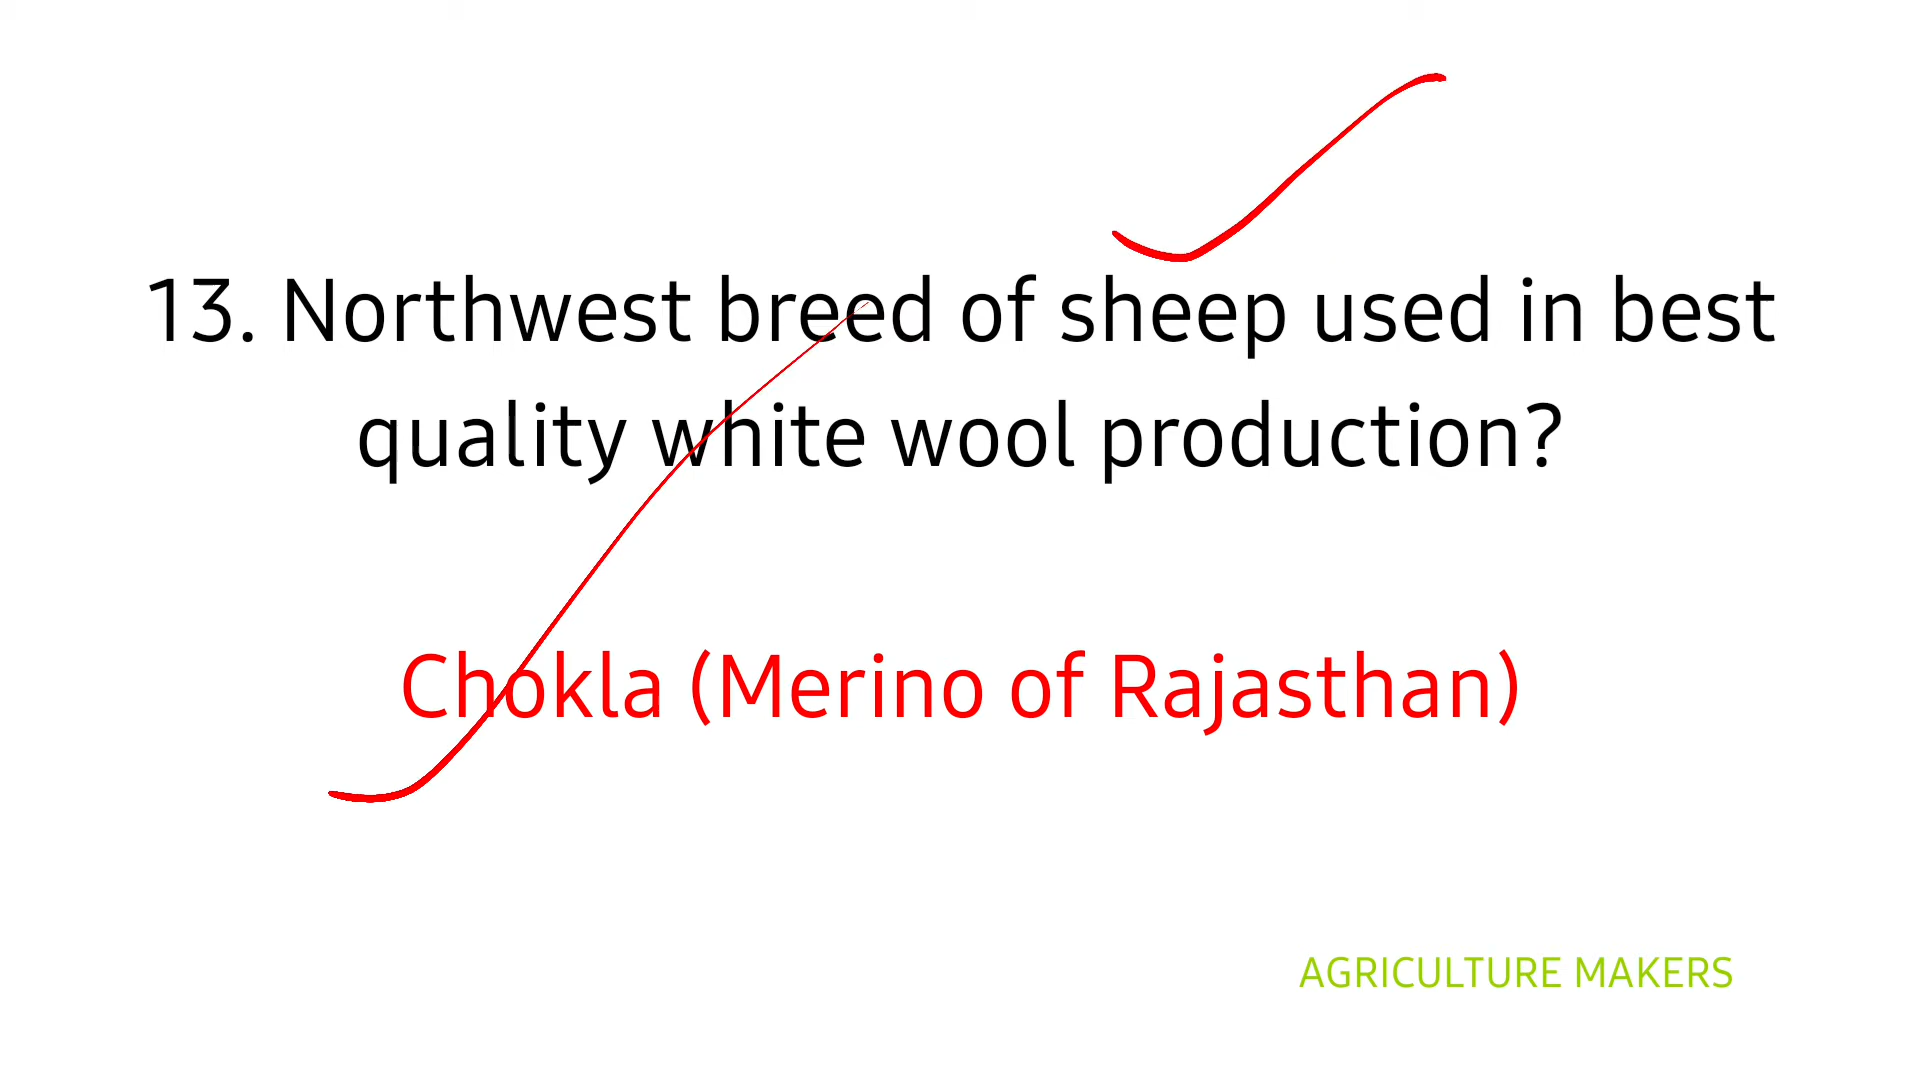 13. Northwest breed of sheep used in best
quality white wool production?
Chokla (Merino of Rajasthan)
AGRICULTURE MAKERS